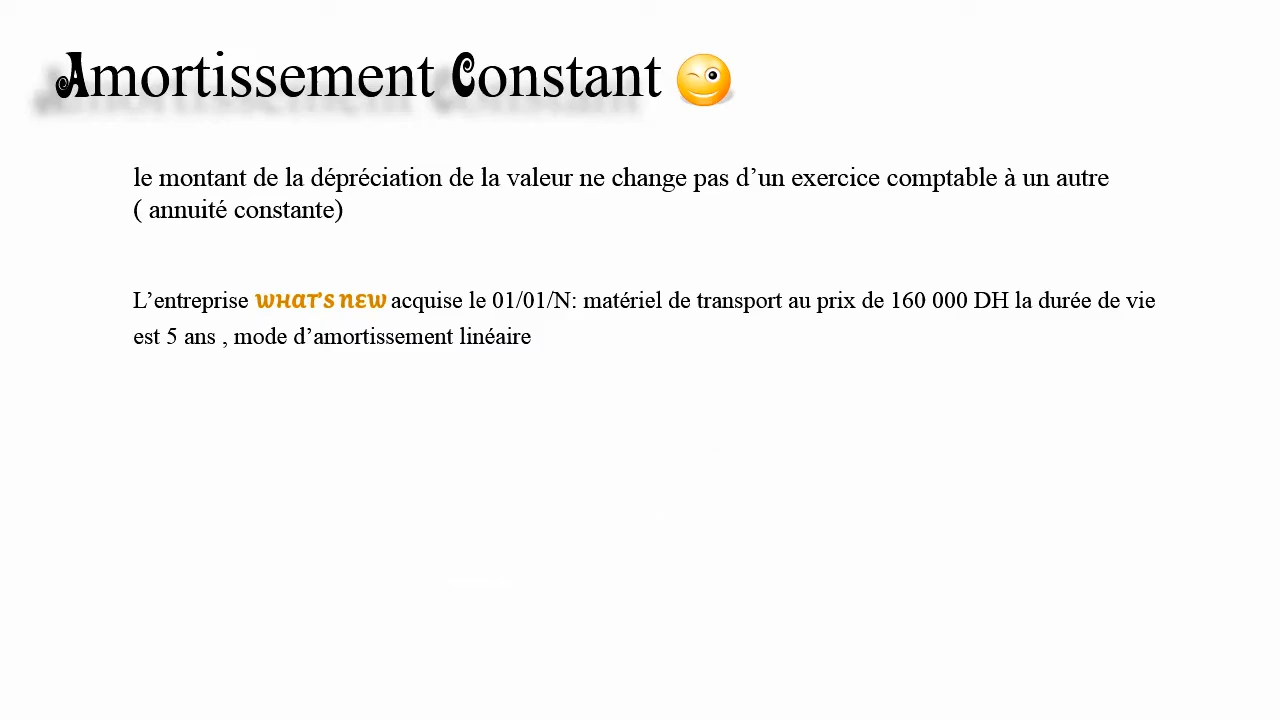 Amortissement Constant
le montant de la dépréciation de la valeur ne change pas d’un exercice comptable à un autre
( annuité constante)
L’entreprise WHAT'S NEW acquise le 01/01/N: matériel de transport au prix de 160 000 DH la durée de vie
est 5 ans , mode d’amortissement linéaire